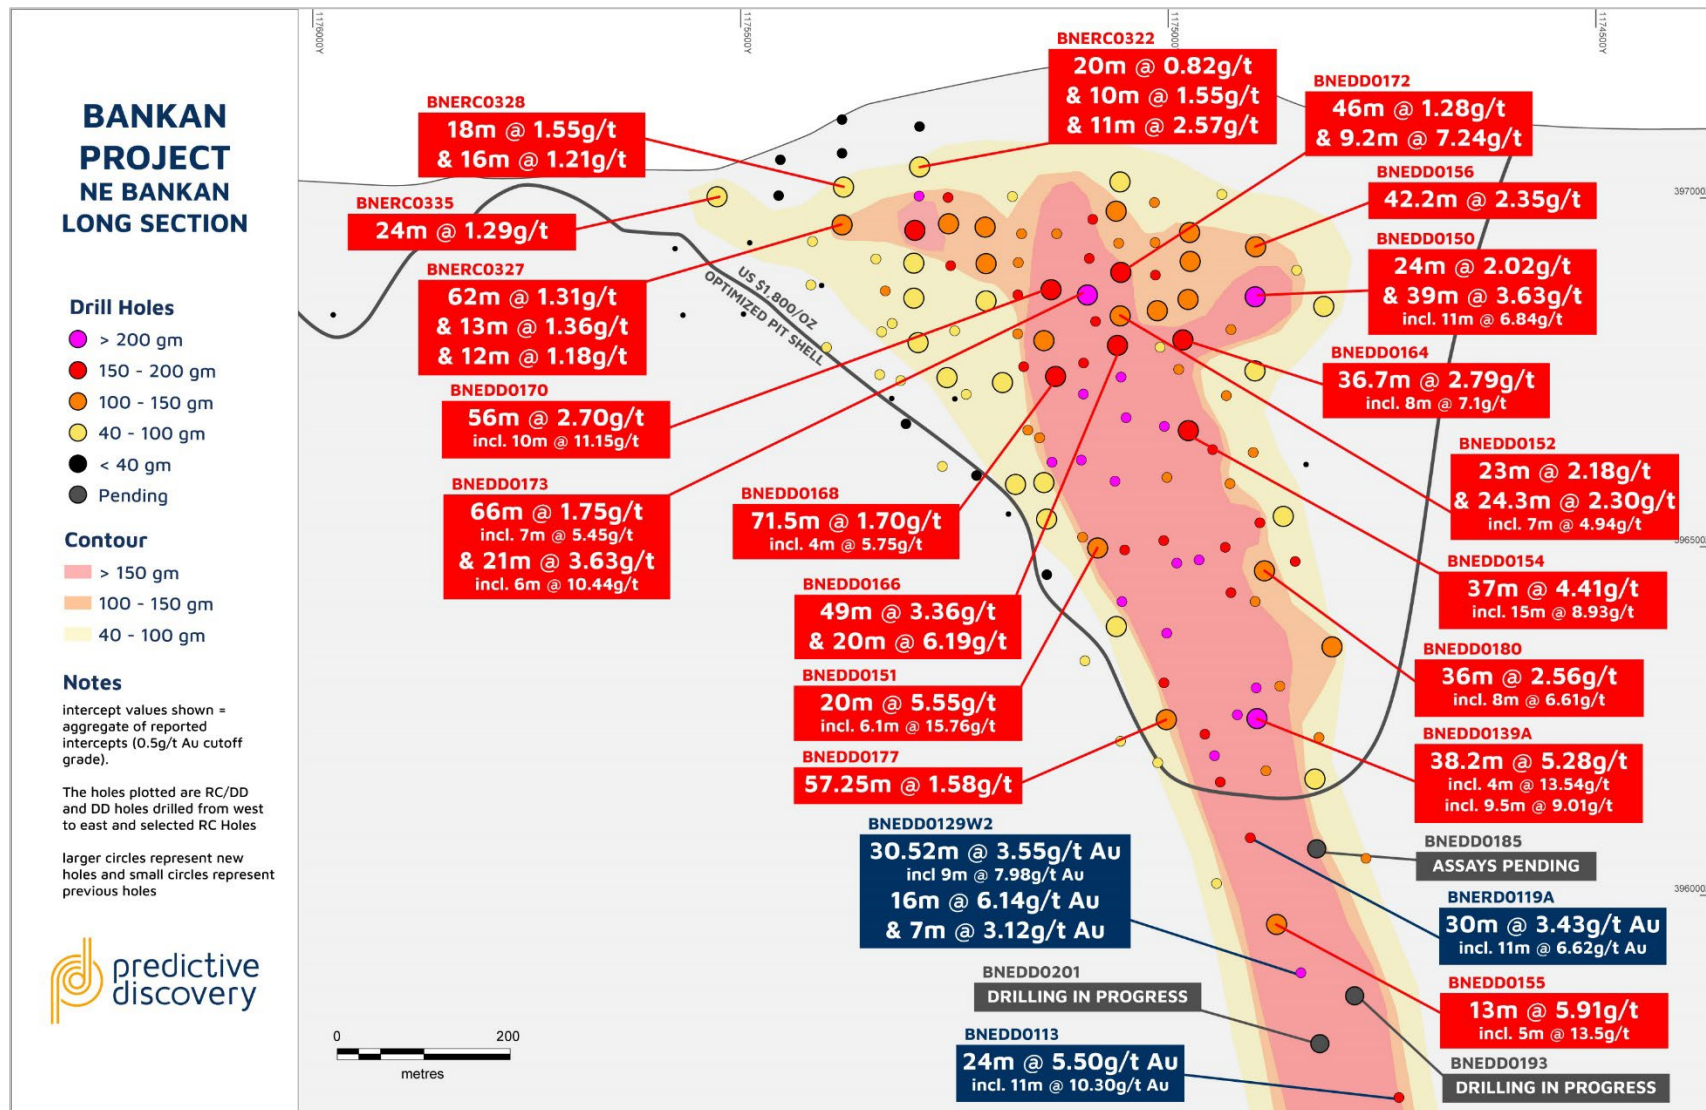 BANKAN
PROJECT
NE BANKAN
LONG SECTION
Drill Holes
> 200 gm
150 - 200 gm
100 - 150 gm
40 - 100 gm
< 40 gm
Pending
Contour
> 150 gm
100 - 150 gm
40 - 100 gm
Notes
intercept values shown =
aggregate of reported
intercepts (0.5g/t Au cutoff
grade).
The holes plotted are RC/DD
and DD holes drilled from west
to east and selected RC Holes
larger circles represent new
holes and small circles represent
previous holes
predictive
discovery
1176000Y
1175500Y
1175000Y
1174500Y
BNERC0328
18m @ 1.55g/t
& 16m @ 1.21g/t
BNERC0335
24m @ 1.29g/t
BNERC0327
62m @ 1.31g/t
& 13m @ 1.36g/t
& 12m @ 1.18g/t
BNEDD0170
56m @ 2.70g/t
incl. 10m @ 11.15g/t
BNEDD0173
66m @ 1.75g/t
incl. 7m @ 5.45g/t
& 21m @ 3.63g/t
incl. 6m @ 10.44g/t
US $1,800/OZ
OPTIMIZED PIT SHELL
BNERC0322
20m @ 0.82g/t
& 10m @ 1.55g/t
& 11m @ 2.57g/t
BNEDD0172
46m @ 1.28g/t
& 9.2m @ 7.24g/t
BNEDD0156
42.2m @ 2.35g/t
BNEDD0150
24m @ 2.02g/t
& 39m @ 3.63g/t
incl. 11m @ 6.84g/t
BNEDD0164
36.7m @ 2.79g/t
incl. 8m @ 7.1g/t
BNEDD0152
23m @ 2.18g/t
& 24.3m @ 2.30g/t
incl. 7m @ 4.94g/t
BNEDD0168
71.5m @ 1.70g/t
incl. 4m @ 5.75g/t
BNEDD0166
49m @ 3.36g/t
& 20m @ 6.19g/t
BNEDD0151
20m @ 5.55g/t
incl. 6.1m @ 15.76g/t
BNEDD0177
57.25m @ 1.58g/t
BNEDD0154
37m @ 4.41g/t
incl. 15m @ 8.93g/t
BNEDD0180
36m @ 2.56g/t
incl. 8m @ 6.61g/t
BNEDD0139A
38.2m @ 5.28g/t
incl. 4m @ 13.54g/t
incl. 9.5m @ 9.01g/t
BNEDD0129W2
30.52m @ 3.55g/t Au
incl 9m @ 7.98g/t Au
16m @ 6.14g/t Au
& 7m @ 3.12g/t Au
BNEDD0185
ASSAYS PENDING
BNERD0119A
30m @ 3.43g/t Au
incl. 11m @ 6.62g/t Au
BNEDD0201
DRILLING IN PROGRESS
BNEDD0155
13m @ 5.91g/t
incl. 5m @ 13.5g/t
BNEDD0113
24m @ 5.50g/t Au
incl. 11m @ 10.30g/t Au
BNEDD0193
DRILLING IN PROGRESS
0 200
metres
397000
396500
396000